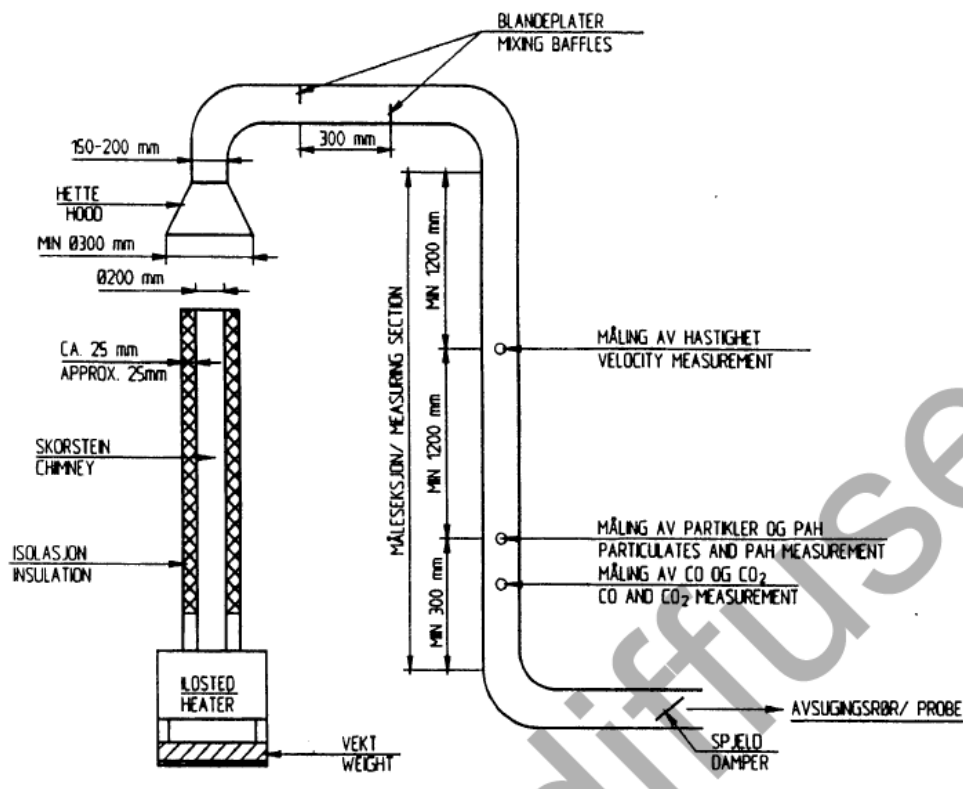 BLANDEPLATER
MIXING BAFFLES
300 mm
150-200 mm
HETTE
HOOD
MIN Ø300 mm
Ø200 mm
CA. 25 mm
APPROX. 25mm
SKORSTEIN
CHIMNEY
ISOLASJON
INSULATION
ILDSTED
HEATER
VEKT
WEIGHT
MÅLESEKSJON/ MEASURING SECTION
MIN 1200 mm
MIN 1200 mm
MIN 300 mm
MÅLING AV HASTIGHET
VELOCITY MEASUREMENT
MÅLING AV PARTIKLER OG PAH
PARTICULATES AND PAH MEASUREMENT
MÅLING AV CO OG CO₂
CO AND CO₂ MEASUREMENT
AVSUGINGSRØR/ PROBE
SPJELD
DAMPER
diffuse